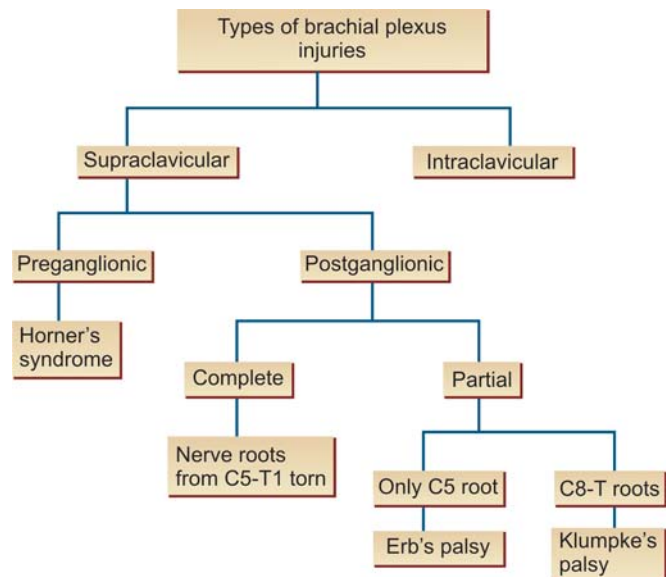 Types of brachial plexus
injuries
Supraclavicular
Intraclavicular
Preganglionic
Postganglionic
Horner's
syndrome
Complete
Partial
Nerve roots
from C5-T1 torn
Only C5 root
C8-T roots
Erb's palsy
Klumpke's
palsy